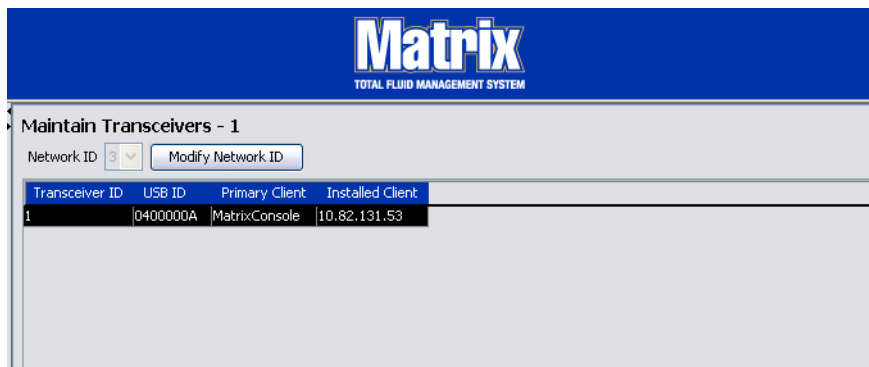 Matrix
TOTAL FLUID MANAGEMENT SYSTEM
Maintain Transceivers - 1
Network ID 3 Modify Network ID
Transceiver ID USB ID Primary Client Installed Client
1 0400000A MatrixConsole 10.82.131.53